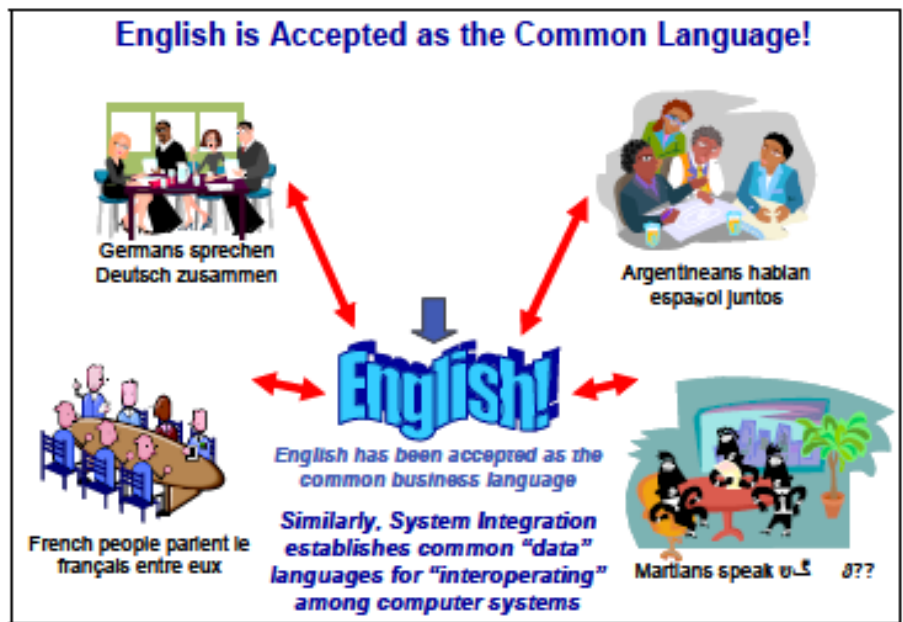 English is Accepted as the Common Language!
Germans sprechen
Deutsch zusammen
Argentineans hablan
español juntos
English!
French people parlent le
français entre eux
English has been accepted as the
common business language
Similarly, System Integration
establishes common “data”
languages for “interoperating”
among computer systems
Martians speak ??